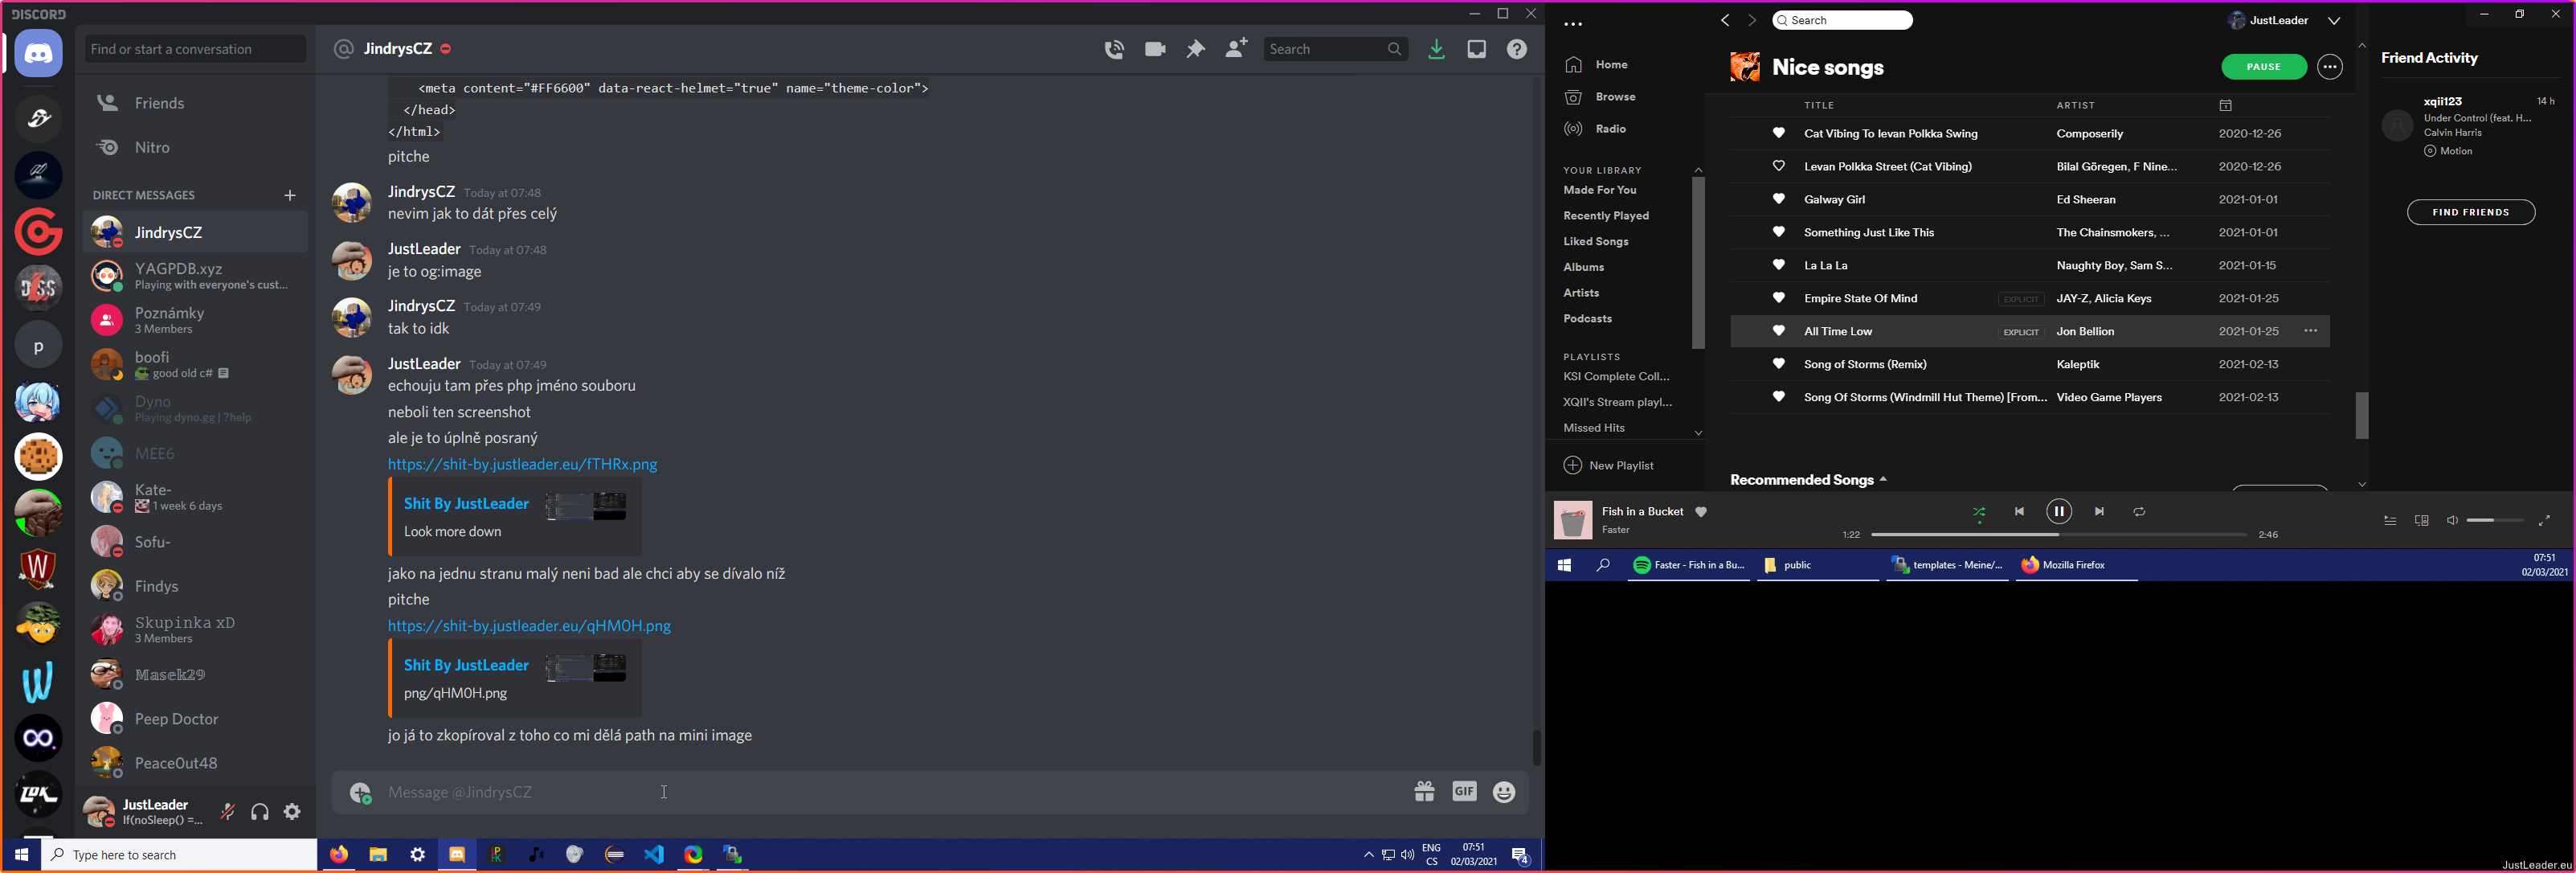 DISCORD
Find or start a conversation
Friends
Nitro
DIRECT MESSAGES
JindrysCZ
YAGPDB.xyz
Playing with everyone's cust...
Poznámky
3 Members
boofi
good old c#
Dyno
Playing dyno.gg | ?help
MEE6
Kate-
1 week 6 days
Sofu-
Findys
Skupinka xD
3 Members
Masek29
Peep Doctor
Peace0ut48
JustLeader
If(noSleep() =...
p
JindrysCZ
Search
<meta content="#FF6600" data-react-helmet="true" name="theme-color">
</head>
</html>
pitche
JindrysCZ Today at 07:48
nevim jak to dát přes celý
JustLeader Today at 07:48
je to og:image
JindrysCZ Today at 07:49
tak to idk
JustLeader Today at 07:49
echouju tam přes php jméno souboru
neboli ten screenshot
ale je to úplně posraný
https://shit-by.justleader.eu/fTHRx.png
Shit By JustLeader
Look more down
jako na jednu stranu malý neni bad ale chci aby se dívalo níž
pitche
https://shit-by.justleader.eu/qHM0H.png
Shit By JustLeader
png/qHM0H.png
jo já to zkopíroval z toho co mi dělá path na mini image
Message @JindrysCZ
GIF
Type here to search
ENG
CS
07:51
02/03/2021
4
Search
JustLeader
Home
Browse
Radio
YOUR LIBRARY
Made For You
Recently Played
Liked Songs
Albums
Artists
Podcasts
PLAYLISTS
KSI Complete Coll...
XQII's Stream playl...
Missed Hits
New Playlist
Nice songs
PAUSE
TITLE ARTIST
Cat Vibing To Ievan Polkka Swing Composerily 2020-12-26
Levan Polkka Street (Cat Vibing) Bilal Göregen, F Nine... 2020-12-26
Galway Girl Ed Sheeran 2021-01-01
Something Just Like This The Chainsmokers, ... 2021-01-01
La La La Naughty Boy, Sam S... 2021-01-15
Empire State Of Mind EXPLICIT JAY-Z, Alicia Keys 2021-01-25
All Time Low EXPLICIT Jon Bellion 2021-01-25
Song of Storms (Remix) Kaleptik 2021-02-13
Song Of Storms (Windmill Hut Theme) [From... Video Game Players 2021-02-13
Recommended Songs
Friend Activity
xqii123 14 h
Under Control (feat. H...
Calvin Harris
Motion
FIND FRIENDS
Fish in a Bucket
Faster
1:22
2:46
Faster - Fish in a Bu...
public
templates - Meine/...
Mozilla Firefox
07:51
02/03/2021
JustLeader.eu